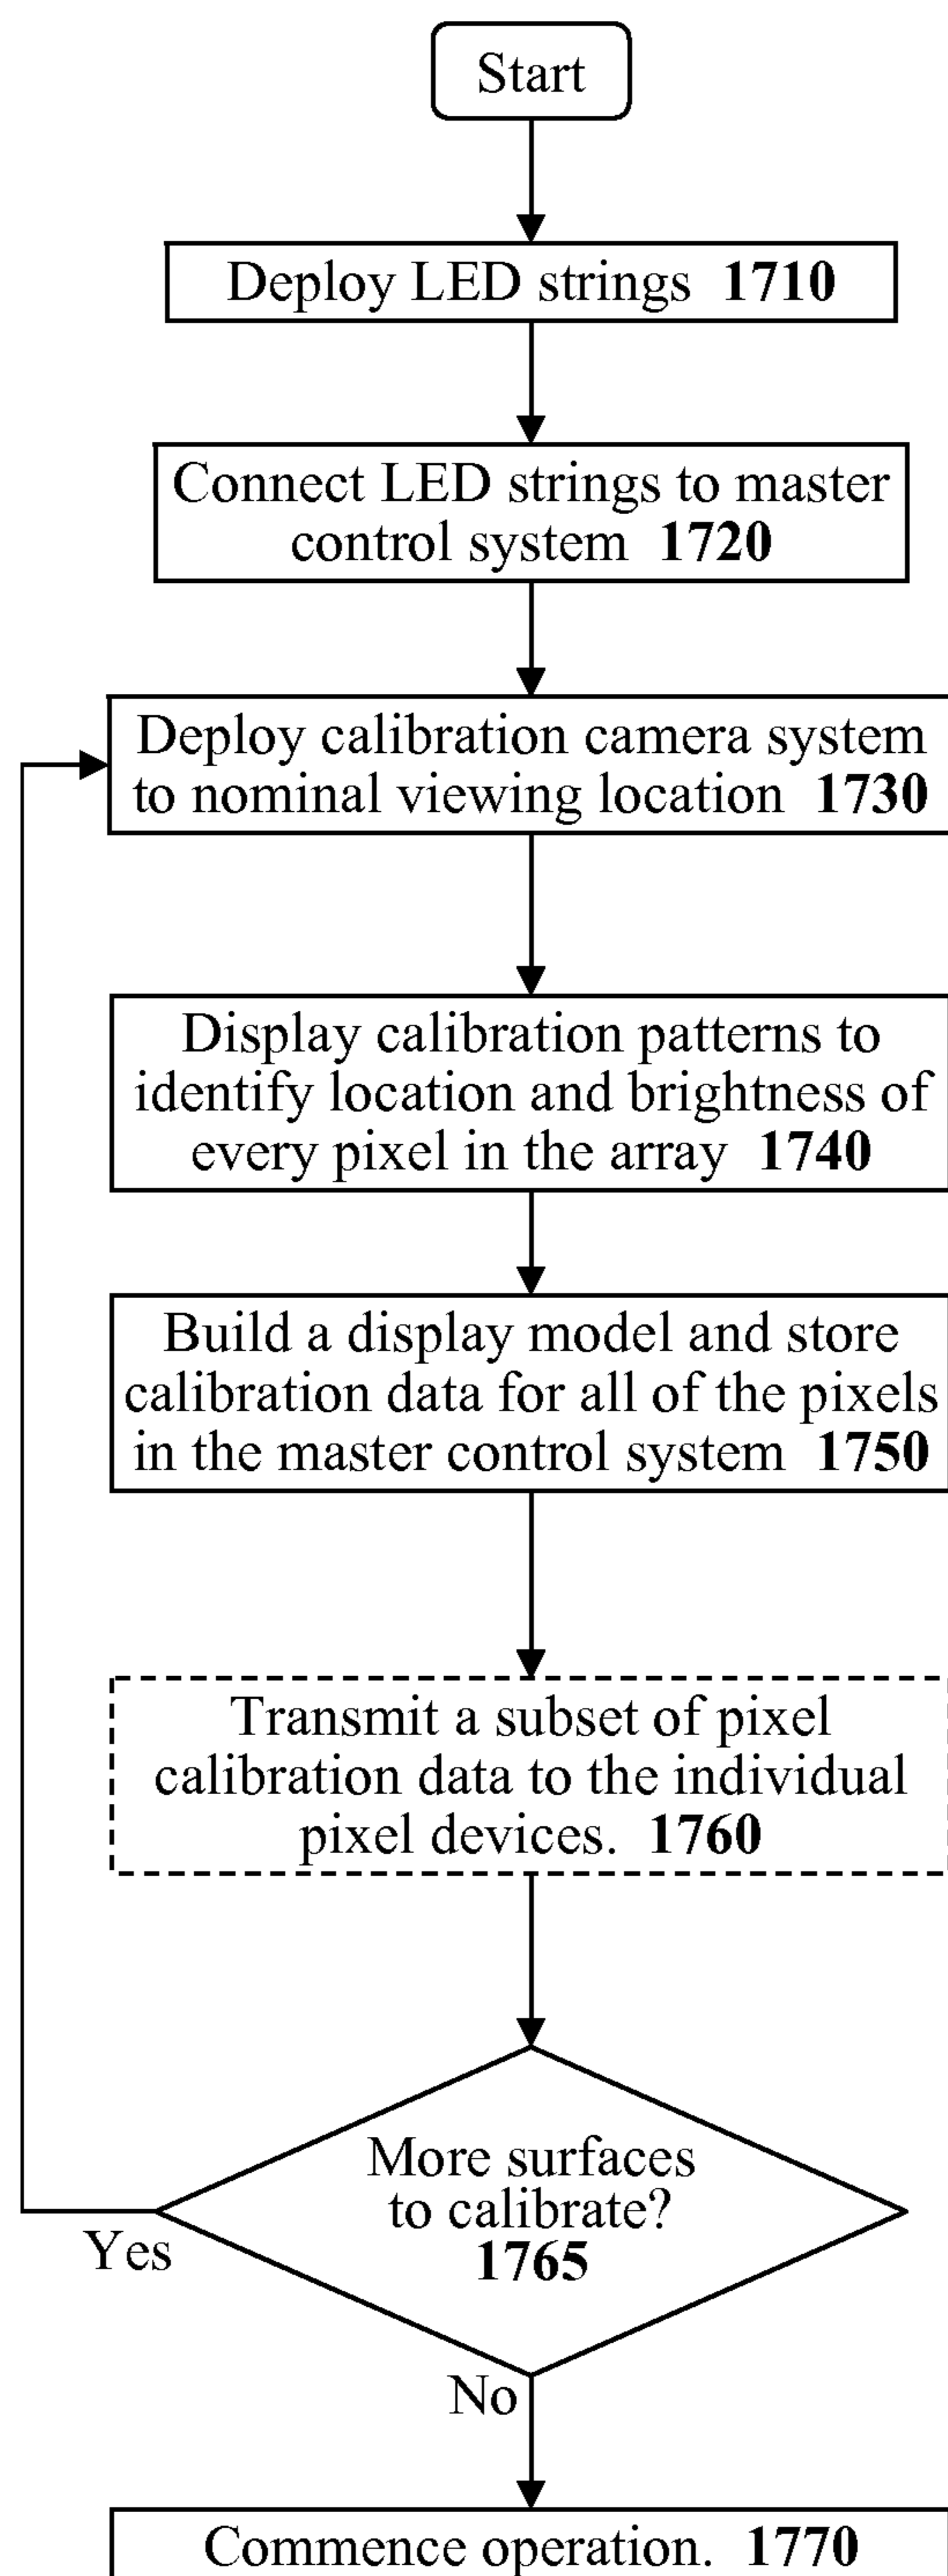 Start
Deploy LED strings 1710
Connect LED strings to master
control system 1720
Deploy calibration camera system
to nominal viewing location 1730
Display calibration patterns to
identify location and brightness of
every pixel in the array 1740
Build a display model and store
calibration data for all of the pixels
in the master control system 1750
Transmit a subset of pixel
calibration data to the individual
pixel devices. 1760
More surfaces
to calibrate?
1765
Yes
No
Commence operation. 1770